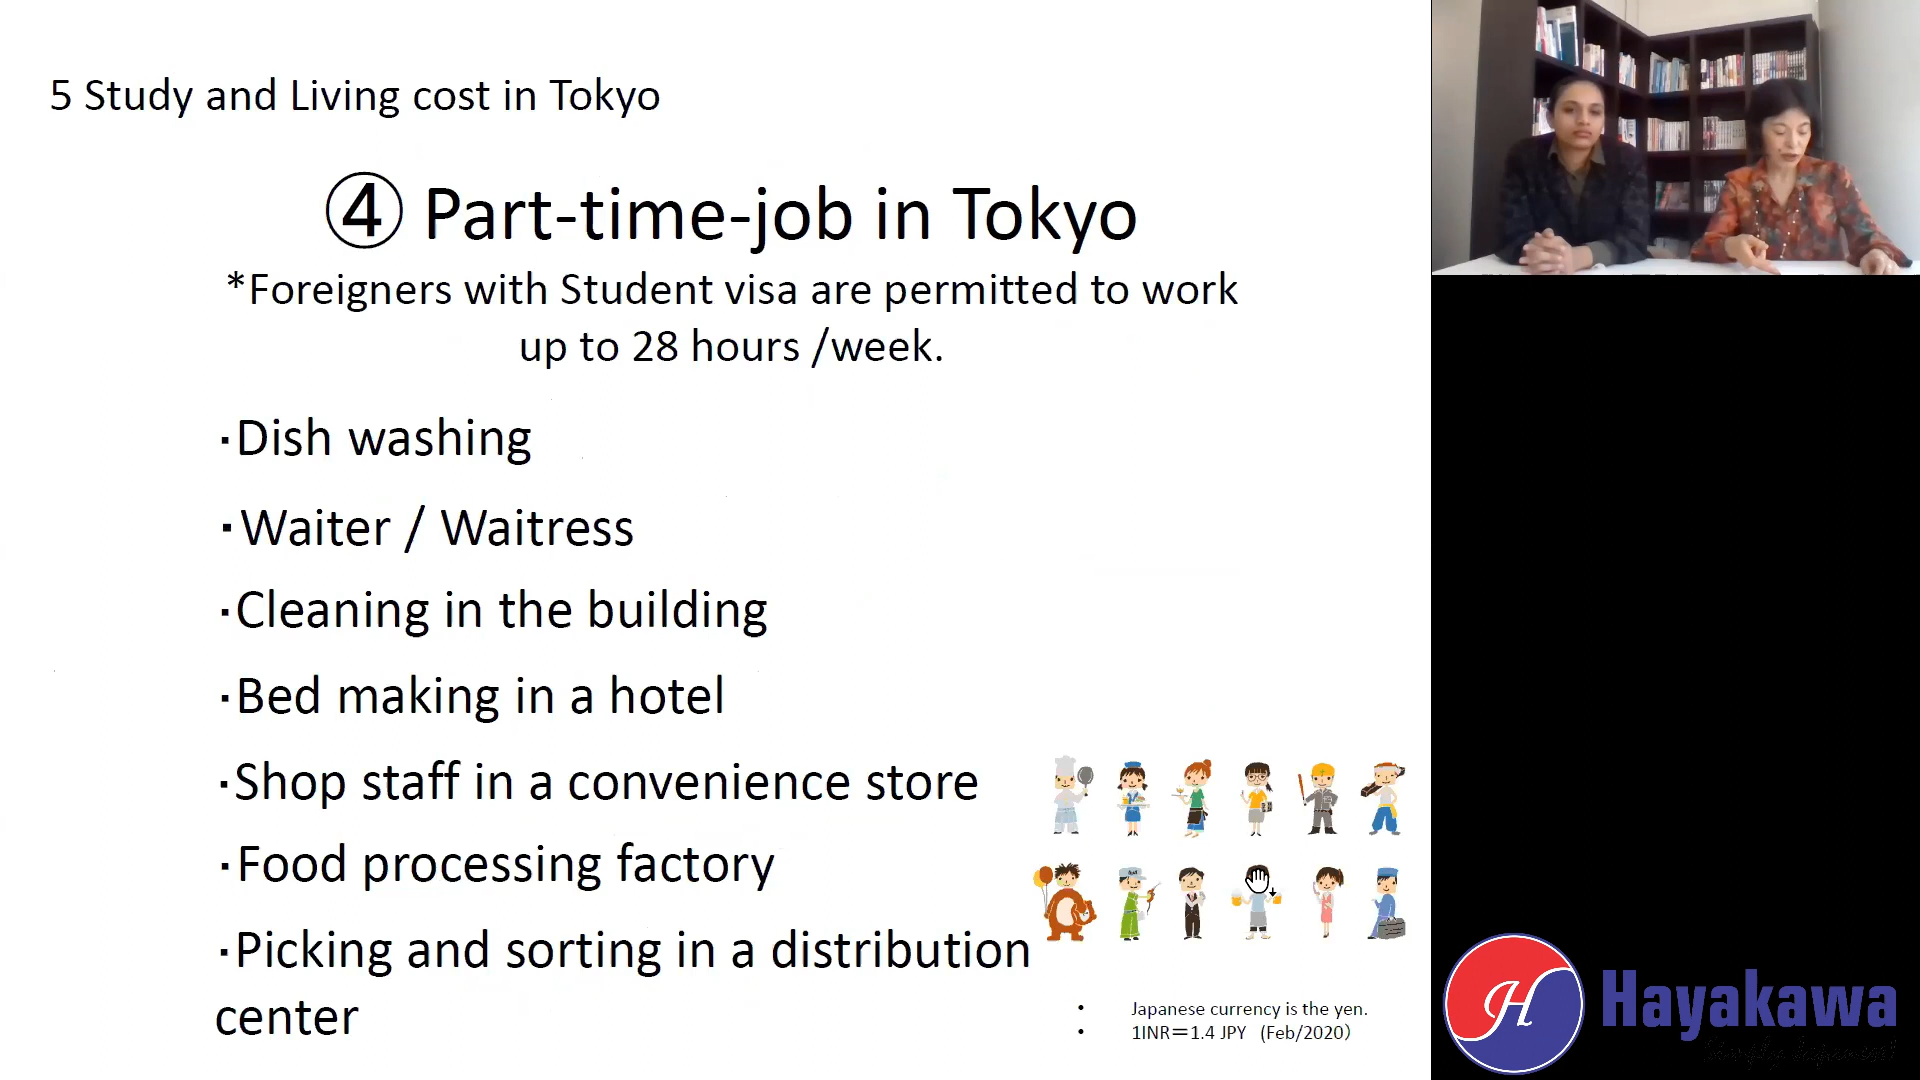 5 Study and Living cost in Tokyo
④ Part-time-job in Tokyo
*Foreigners with Student visa are permitted to work
up to 28 hours /week.
・Dish washing
・Waiter / Waitress
・Cleaning in the building
・Bed making in a hotel
・Shop staff in a convenience store
・Food processing factory
・Picking and sorting in a distribution
center
• Japanese currency is the yen.
• 1INR＝1.4 JPY (Feb/2020)
H
Hayakawa